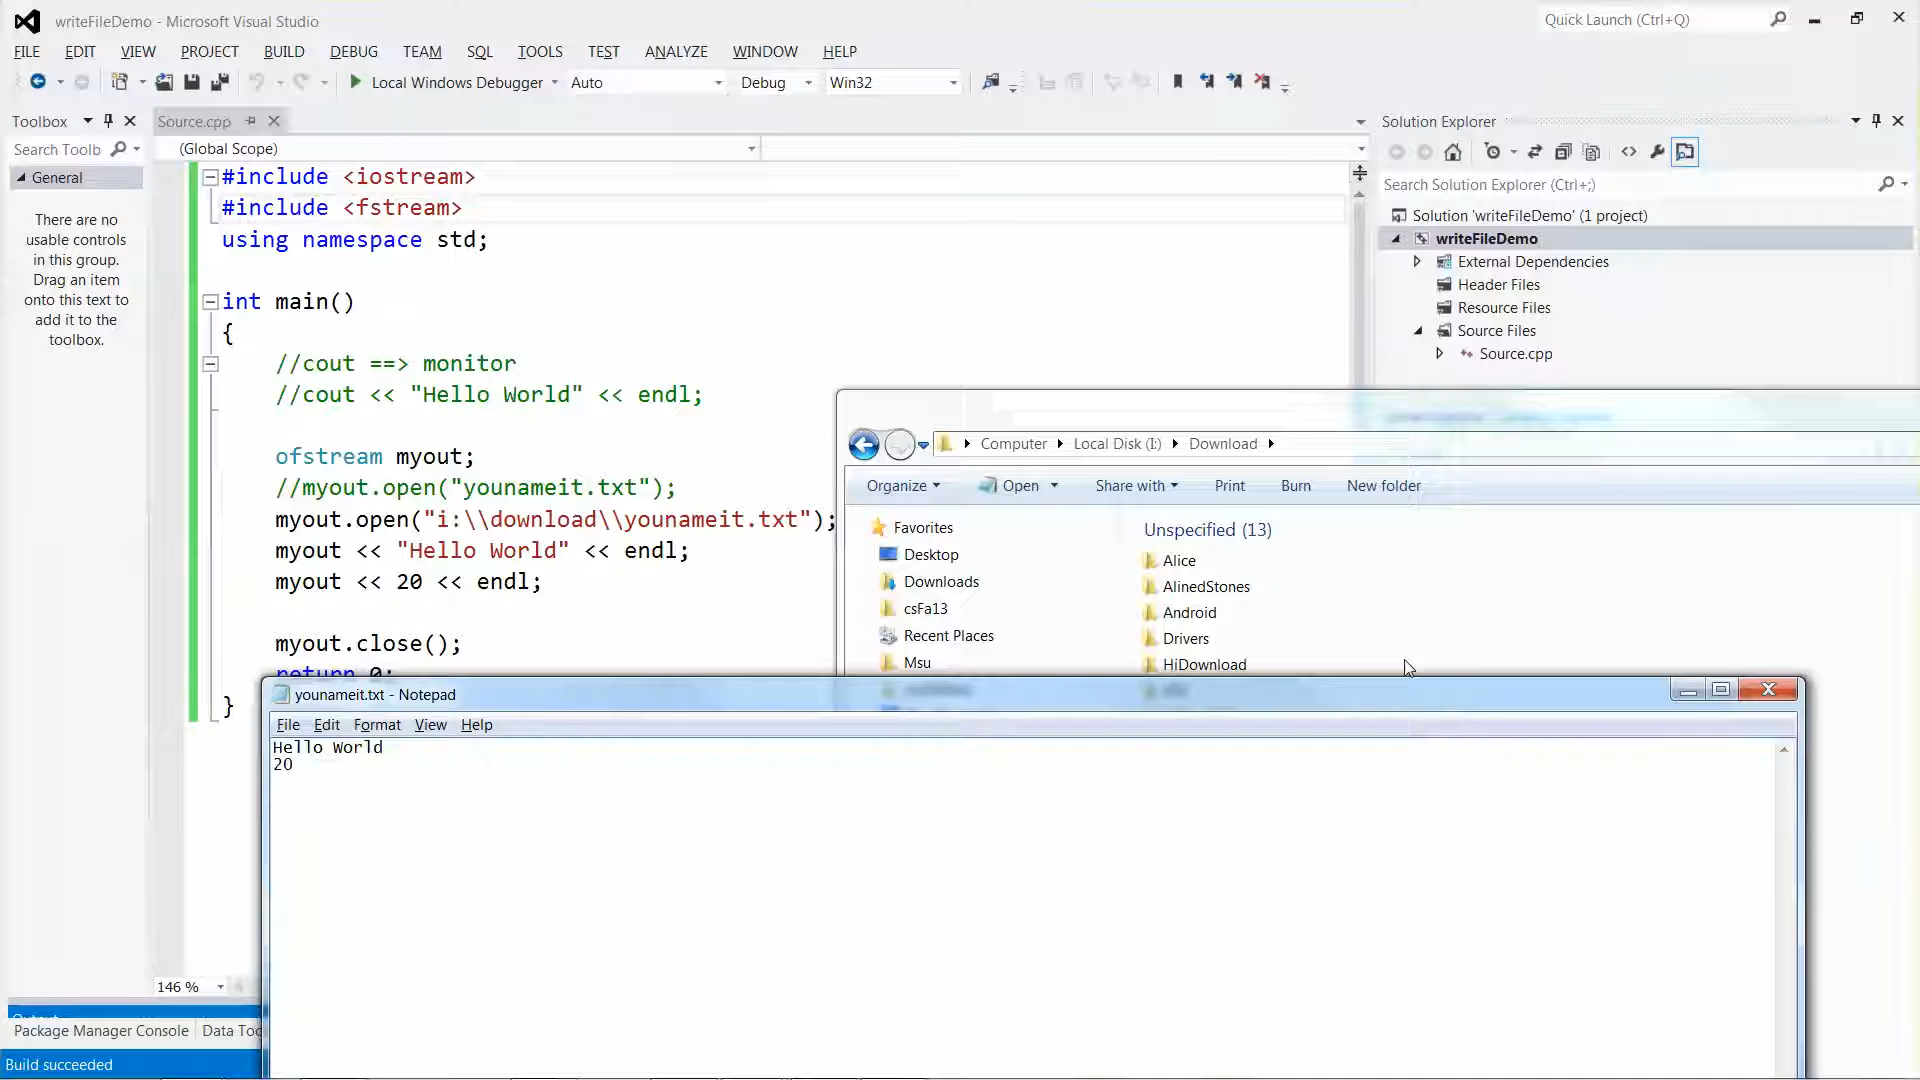 writeFileDemo - Microsoft Visual Studio
Quick Launch (Ctrl+Q)
FILE EDIT VIEW PROJECT BUILD DEBUG TEAM SQL TOOLS TEST ANALYZE WINDOW HELP
Local Windows Debugger Auto Debug Win32
Toolbox
Search Toolb
General
There are no
usable controls
in this group.
Drag an item
onto this text to
add it to the
toolbox.
Source.cpp
(Global Scope)
#include <iostream>
#include <fstream>
using namespace std;
int main()
{
//cout ==> monitor
//cout << "Hello World" << endl;
ofstream myout;
//myout.open("younameit.txt");
myout.open("i:\\download\\younameit.txt");
myout << "Hello World" << endl;
myout << 20 << endl;
myout.close();
return 0;
}
146 %
Solution Explorer
Search Solution Explorer (Ctrl+;)
Solution 'writeFileDemo' (1 project)
writeFileDemo
External Dependencies
Header Files
Resource Files
Source Files
Source.cpp
Computer Local Disk (I:) Download
Organize Open Share with Print Burn New folder
Favorites
Desktop
Downloads
csFa13
Recent Places
Msu
Unspecified (13)
Alice
AlinedStones
Android
Drivers
HiDownload
younameit.txt - Notepad
File Edit Format View Help
Hello World
20
Output
Package Manager Console Data Too
Build succeeded